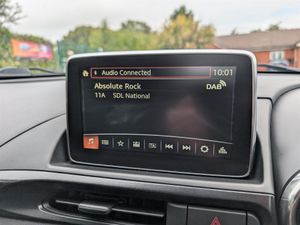 Audio Connected 10:01
Absolute Rock DAB
11A SDL National